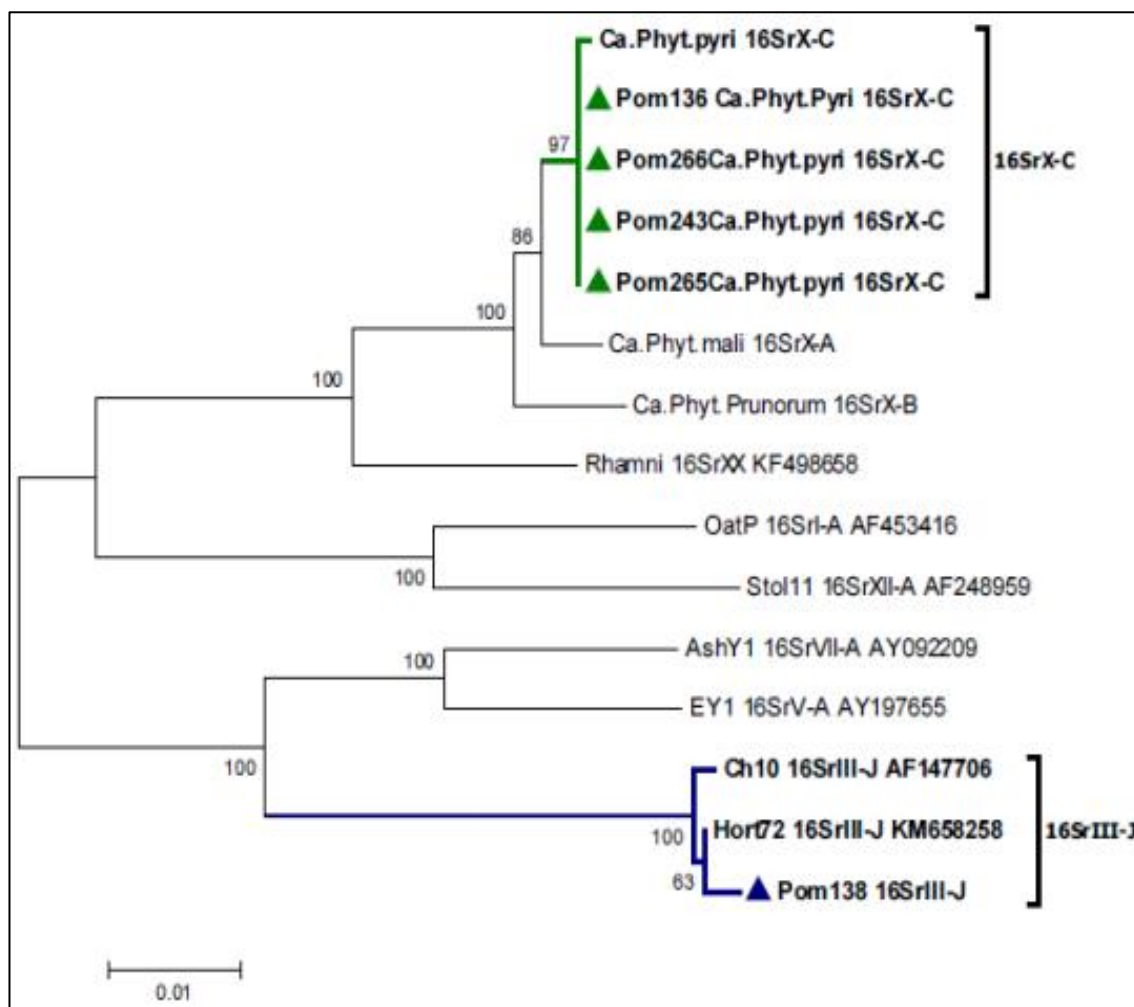 Ca.Phyt.pyri 16SrX-C
Pom136 Ca.Phyt.Pyri 16SrX-C
97
Pom266Ca.Phyt.pyri 16SrX-C
16SrX-C
Pom243Ca.Phyt.pyri 16SrX-C
86
Pom265Ca.Phyt.pyri 16SrX-C
100
Ca.Phyt.mali 16SrX-A
100
Ca.Phyt.Prunorum 16SrX-B
Rhamni 16SrXX KF498658
OatP 16SrI-A AF453416
100
Stol11 16SrXII-A AF248959
AshY1 16SrVII-A AY092209
100
EY1 16SrV-A AY197655
100
Ch10 16SrIII-J AF147706
100
Hort72 16SrIII-J KM658258
16SrIII-J
63
Pom138 16SrIII-J
0.01